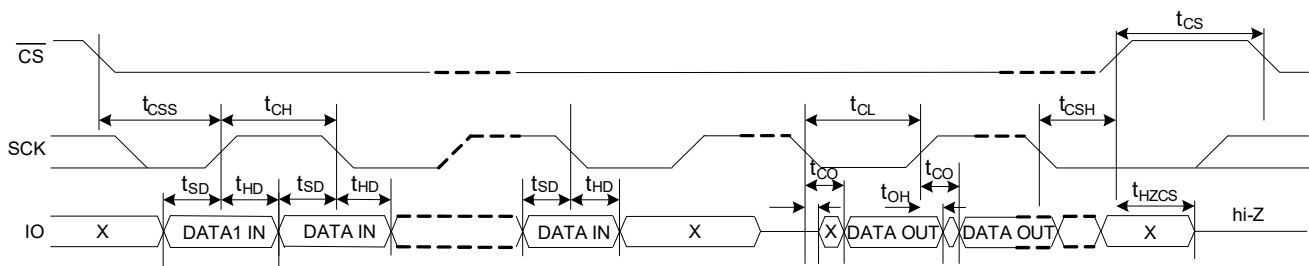 t_CS
CS
t_CSS t_CH t_CL t_CSH
SCK
t_SD t_HD t_SD t_HD t_SD t_HD t_CO t_OH t_CO t_HZCS
IO X DATA1 IN DATA IN DATA IN X X DATA OUT DATA OUT X hi-Z